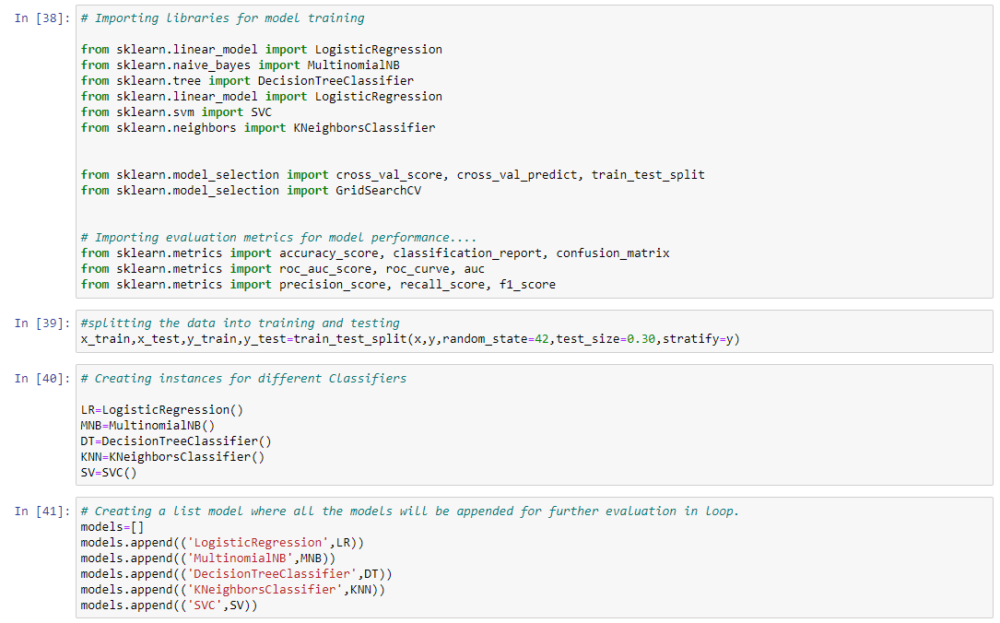 In [38]: # Importing libraries for model training
from sklearn.linear_model import LogisticRegression
from sklearn.naive_bayes import MultinomialNB
from sklearn.tree import DecisionTreeClassifier
from sklearn.linear_model import LogisticRegression
from sklearn.svm import SVC
from sklearn.neighbors import KNeighborsClassifier
from sklearn.model_selection import cross_val_score, cross_val_predict, train_test_split
from sklearn.model_selection import GridSearchCV
# Importing evaluation metrics for model performance....
from sklearn.metrics import accuracy_score, classification_report, confusion_matrix
from sklearn.metrics import roc_auc_score, roc_curve, auc
from sklearn.metrics import precision_score, recall_score, f1_score
In [39]: #splitting the data into training and testing
x_train,x_test,y_train,y_test=train_test_split(x,y,random_state=42,test_size=0.30,stratify=y)
In [40]: # Creating instances for different Classifiers
LR=LogisticRegression()
MNB=MultinomialNB()
DT=DecisionTreeClassifier()
KNN=KNeighborsClassifier()
SV=SVC()
In [41]: # Creating a list model where all the models will be appended for further evaluation in loop.
models=[]
models.append(('LogisticRegression',LR))
models.append(('MultinomialNB',MNB))
models.append(('DecisionTreeClassifier',DT))
models.append(('KNeighborsClassifier',KNN))
models.append(('SVC',SV))